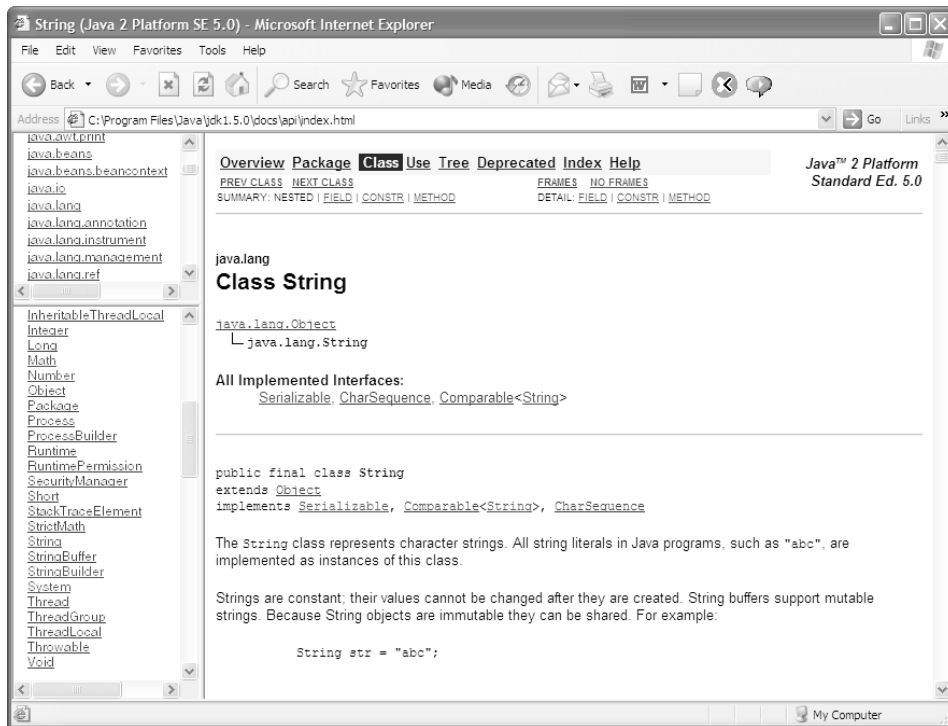 String (Java 2 Platform SE 5.0) - Microsoft Internet Explorer
File Edit View Favorites Tools Help
Back Search Favorites Media
Address C:\Program Files\Java\jdk1.5.0\docs\api\index.html Go Links »
java.awt.print
java.beans
java.beans.beancontext
java.io
java.lang
java.lang.annotation
java.lang.instrument
java.lang.management
java.lang.ref
InheritableThreadLocal
Integer
Long
Math
Number
Object
Package
Process
ProcessBuilder
Runtime
RuntimePermission
SecurityManager
Short
StackTraceElement
StrictMath
String
StringBuffer
StringBuilder
System
Thread
ThreadGroup
ThreadLocal
Throwable
Void
Overview Package Class Use Tree Deprecated Index Help
Java™ 2 Platform
Standard Ed. 5.0
PREV CLASS NEXT CLASS FRAMES NO FRAMES
SUMMARY: NESTED | FIELD | CONSTR | METHOD DETAIL: FIELD | CONSTR | METHOD
java.lang
Class String
java.lang.Object
java.lang.String
All Implemented Interfaces:
Serializable, CharSequence, Comparable<String>
public final class String
extends Object
implements Serializable, Comparable<String>, CharSequence
The String class represents character strings. All string literals in Java programs, such as "abc", are
implemented as instances of this class.
Strings are constant; their values cannot be changed after they are created. String buffers support mutable
strings. Because String objects are immutable they can be shared. For example:
String str = "abc";
My Computer